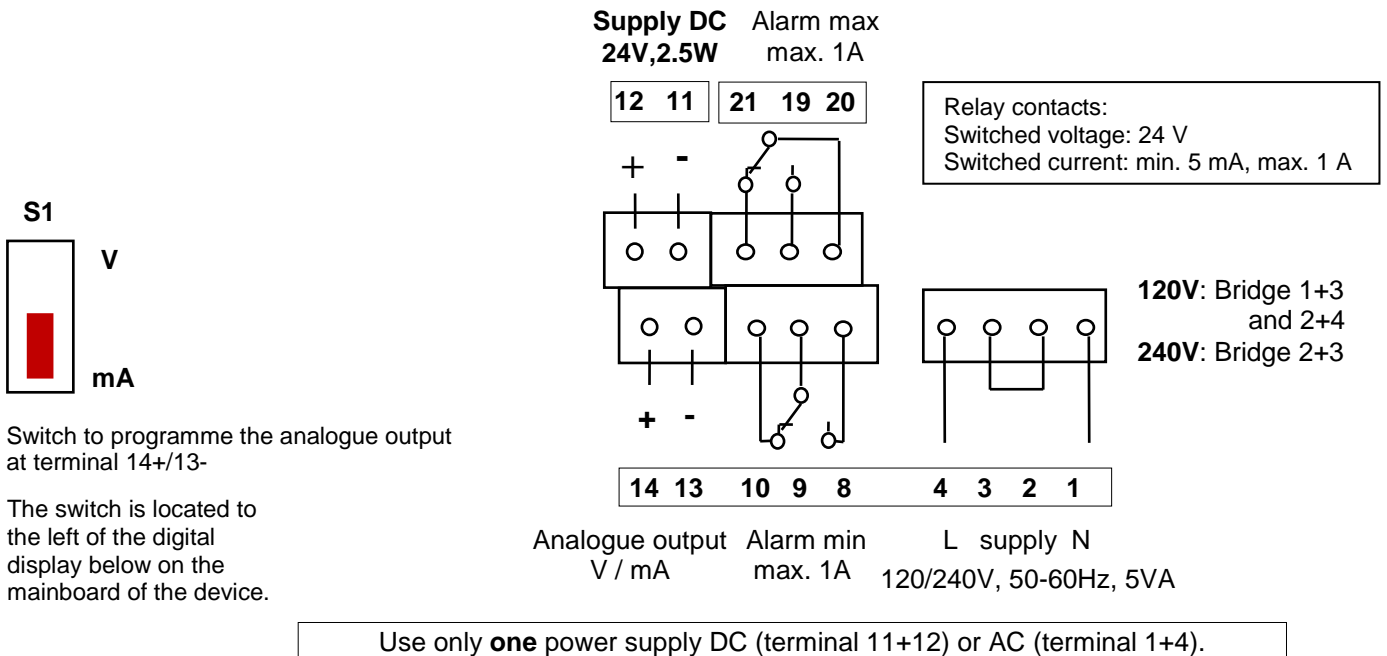 Supply DC Alarm max
24V,2.5W max. 1A
12 11 21 19 20
Relay contacts:
Switched voltage: 24 V
Switched current: min. 5 mA, max. 1 A
+ -
S1
V
mA
120V: Bridge 1+3
and 2+4
240V: Bridge 2+3
+ -
Switch to programme the analogue output
at terminal 14+/13-
The switch is located to
the left of the digital
display below on the
mainboard of the device.
14 13 10 9 8 4 3 2 1
Analogue output Alarm min L supply N
V / mA max. 1A 120/240V, 50-60Hz, 5VA
Use only one power supply DC (terminal 11+12) or AC (terminal 1+4).